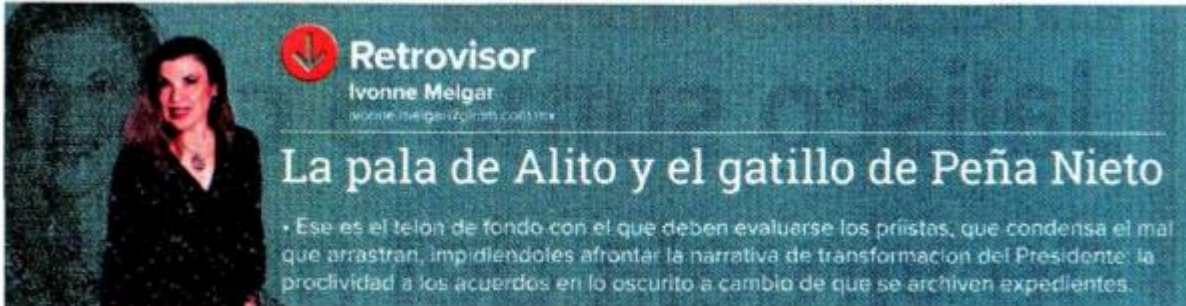 Retrovisor
Ivonne Melgar
La pala de Alito y el gatillo de Peña Nieto
• Ese es el telón de fondo con el que deben evaluarse los priistas, que condensa el mal
que arrastran, impidiéndoles afrontar la narrativa de transformación del Presidente: la
proclividad a los acuerdos en lo oscurito a cambio de que se archiven expedientes.